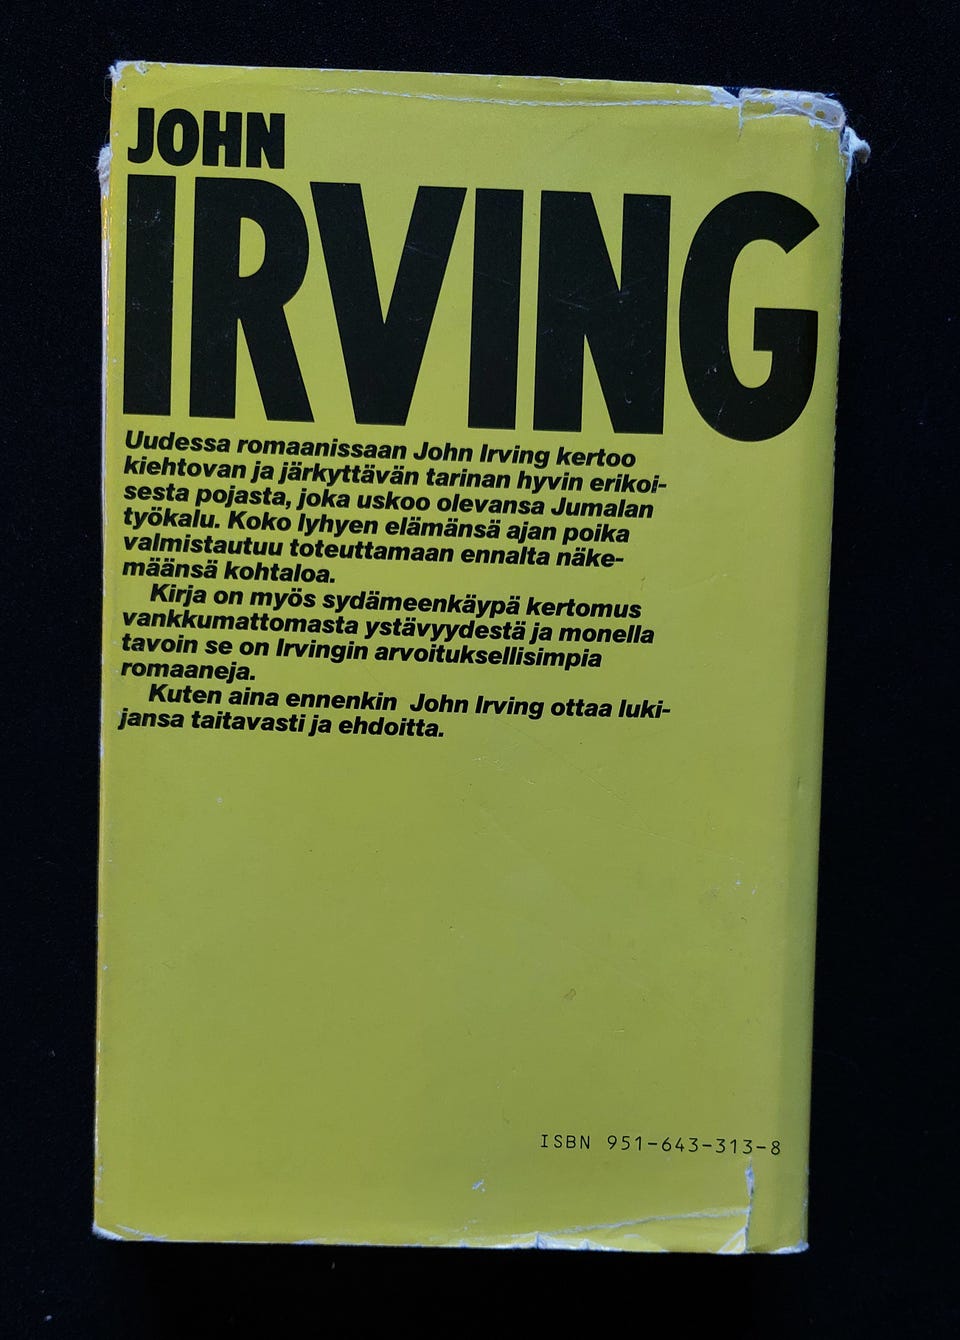 JOHN
IRVING
Uudessa romaanissaan John Irving kertoo
kiehtovan ja järkyttävän tarinan hyvin erikoi-
sesta pojasta, joka uskoo olevansa Jumalan
työkalu. Koko lyhyen elämänsä ajan poika
valmistautuu toteuttamaan ennalta näke-
määnsä kohtaloa.
Kirja on myös sydämeenkäypä kertomus
vankkumattomasta ystävyydestä ja monella
tavoin se on Irvingin arvoituksellisimpia
romaaneja.
Kuten aina ennenkin John Irving ottaa luki-
jansa taitavasti ja ehdoitta.
ISBN 951-643-313-8